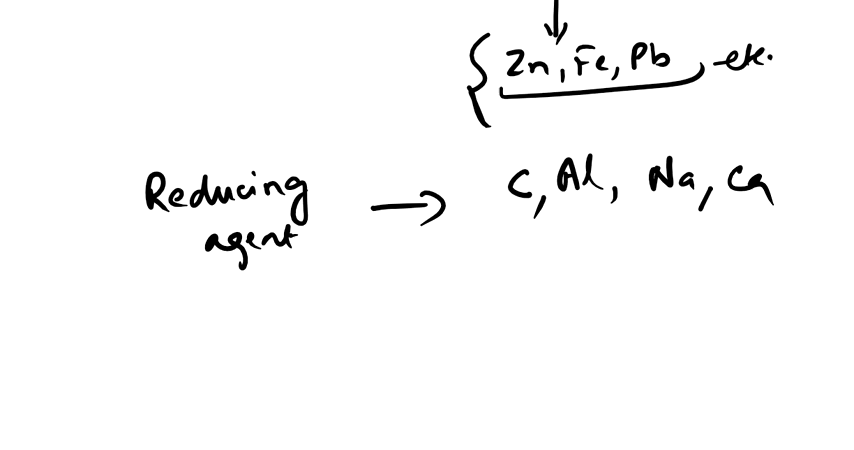 { Zn, Fe, Pb, etc.
Reducing agent → C, Al, Na, Ca